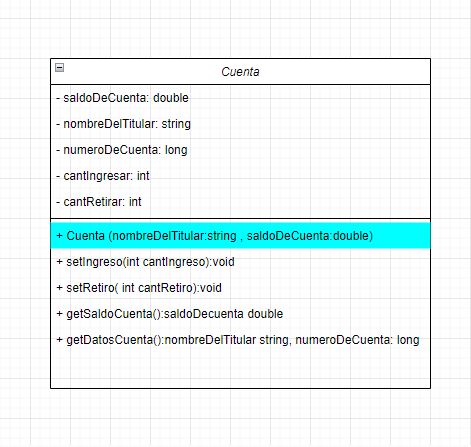 Cuenta
- saldoDeCuenta: double
- nombreDelTitular: string
- numeroDeCuenta: long
- cantIngresar: int
- cantRetirar: int
+ Cuenta (nombreDelTitular:string , saldoDeCuenta:double)
+ setIngreso(int cantIngreso):void
+ setRetiro( int cantRetiro):void
+ getSaldoCuenta():saldoDecuenta double
+ getDatosCuenta():nombreDelTitular string, numeroDeCuenta: long